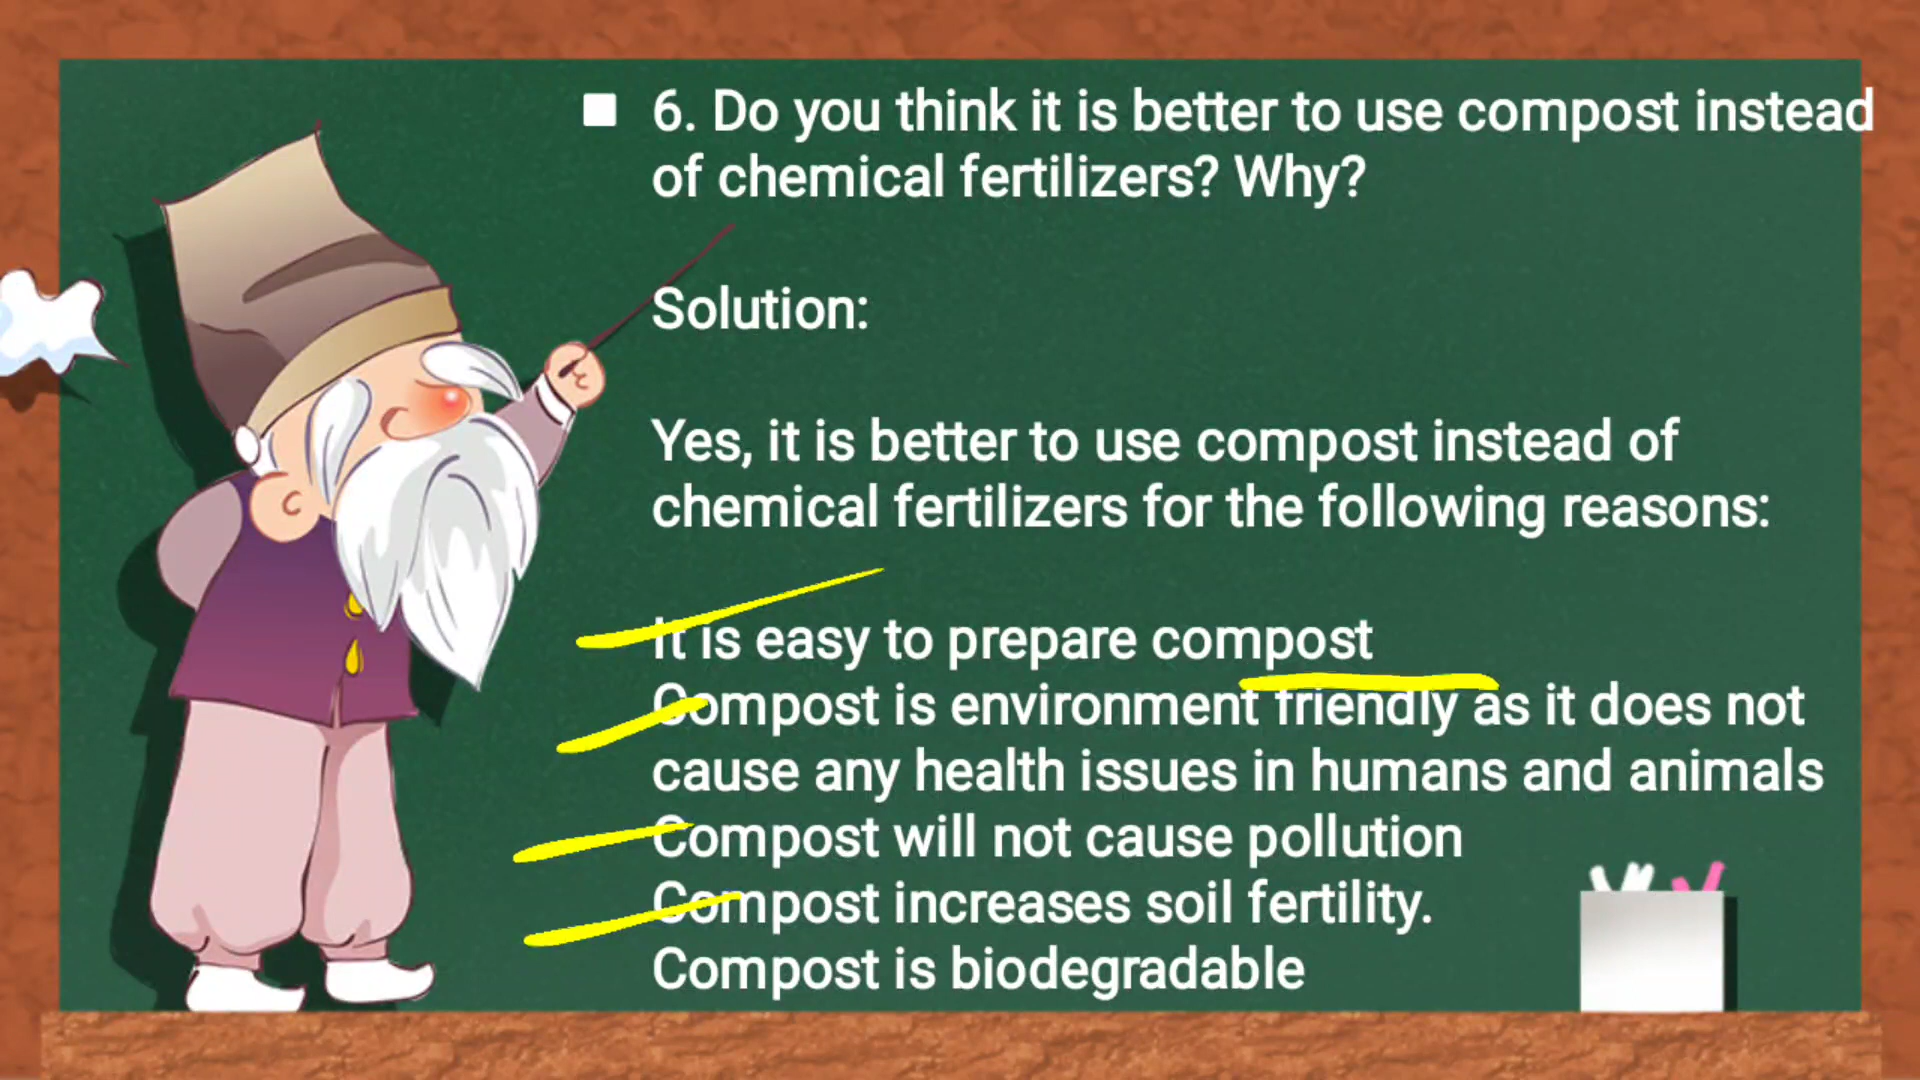 6. Do you think it is better to use compost instead
of chemical fertilizers? Why?
Solution:
Yes, it is better to use compost instead of
chemical fertilizers for the following reasons:
It is easy to prepare compost
Compost is environment friendly as it does not
cause any health issues in humans and animals
Compost will not cause pollution
Compost increases soil fertility.
Compost is biodegradable